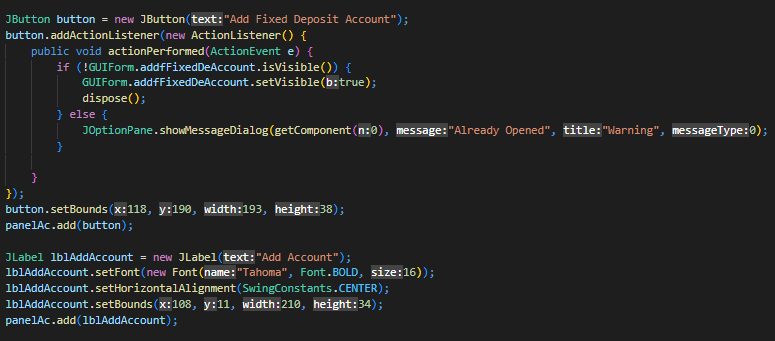 JButton button = new JButton(text:"Add Fixed Deposit Account");
button.addActionListener(new ActionListener() {
public void actionPerformed(ActionEvent e) {
if (!GUIForm.addfFixedDeAccount.isVisible()) {
GUIForm.addfFixedDeAccount.setVisible(b:true);
dispose();
} else {
JOptionPane.showMessageDialog(getComponent(n:0), message:"Already Opened", title:"Warning", messageType:0);
}
}
});
button.setBounds(x:118, y:190, width:193, height:38);
panelAc.add(button);
JLabel lblAddAccount = new JLabel(text:"Add Account");
lblAddAccount.setFont(new Font(name:"Tahoma", Font.BOLD, size:16));
lblAddAccount.setHorizontalAlignment(SwingConstants.CENTER);
lblAddAccount.setBounds(x:108, y:11, width:210, height:34);
panelAc.add(lblAddAccount);